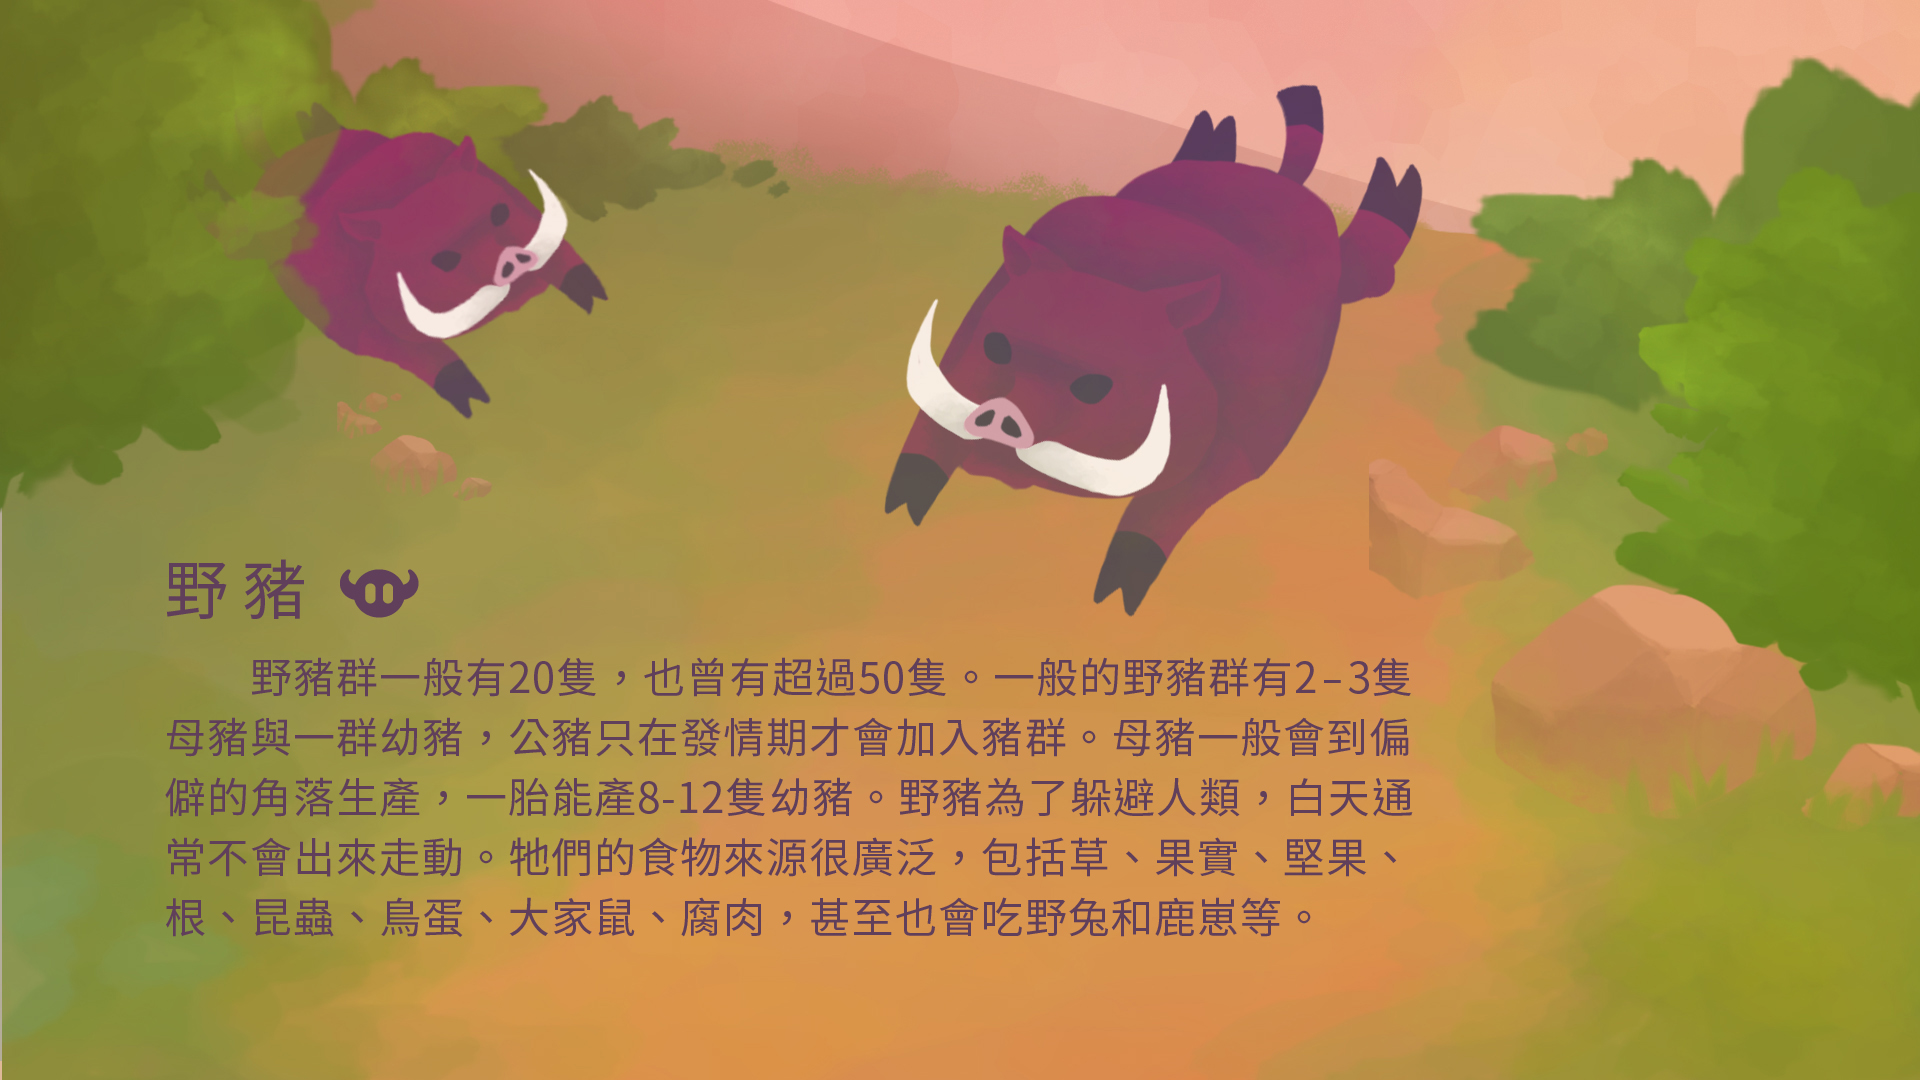 野豬
野豬群一般有20隻，也曾有超過50隻。一般的野豬群有2–3隻
母豬與一群幼豬，公豬只在發情期才會加入豬群。母豬一般會到偏
僻的角落生產，一胎能產8-12隻幼豬。野豬為了躲避人類，白天通
常不會出來走動。牠們的食物來源很廣泛，包括草、果實、堅果、
根、昆蟲、鳥蛋、大家鼠、腐肉，甚至也會吃野兔和鹿崽等。